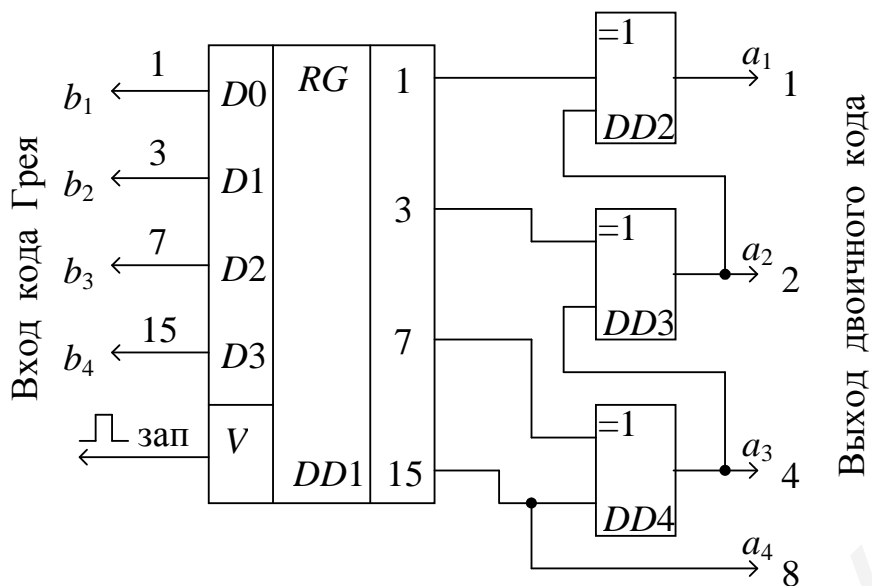 Вход кода Грея
b1
1
D0
b2
3
D1
b3
7
D2
b4
15
D3
зап
V
RG
DD1
1
3
7
15
=1
DD2
=1
DD3
=1
DD4
a1
1
a2
2
a3
4
a4
8
Выход двоичного кода